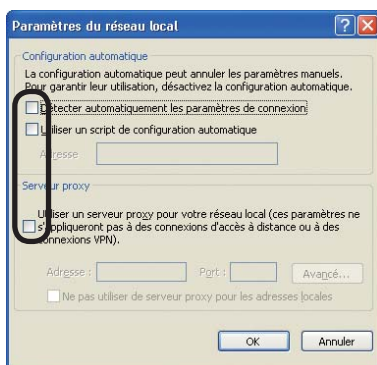 Paramètres du réseau local
Configuration automatique
La configuration automatique peut annuler les paramètres manuels.
Pour garantir leur utilisation, désactivez la configuration automatique.
Détecter automatiquement les paramètres de connexion
Utiliser un script de configuration automatique
Adresse
Serveur proxy
Utiliser un serveur proxy pour votre réseau local (ces paramètres ne
s'appliqueront pas à des connexions d'accès à distance ou à des
connexions VPN).
Adresse : Port : Avancé...
Ne pas utiliser de serveur proxy pour les adresses locales
OK Annuler